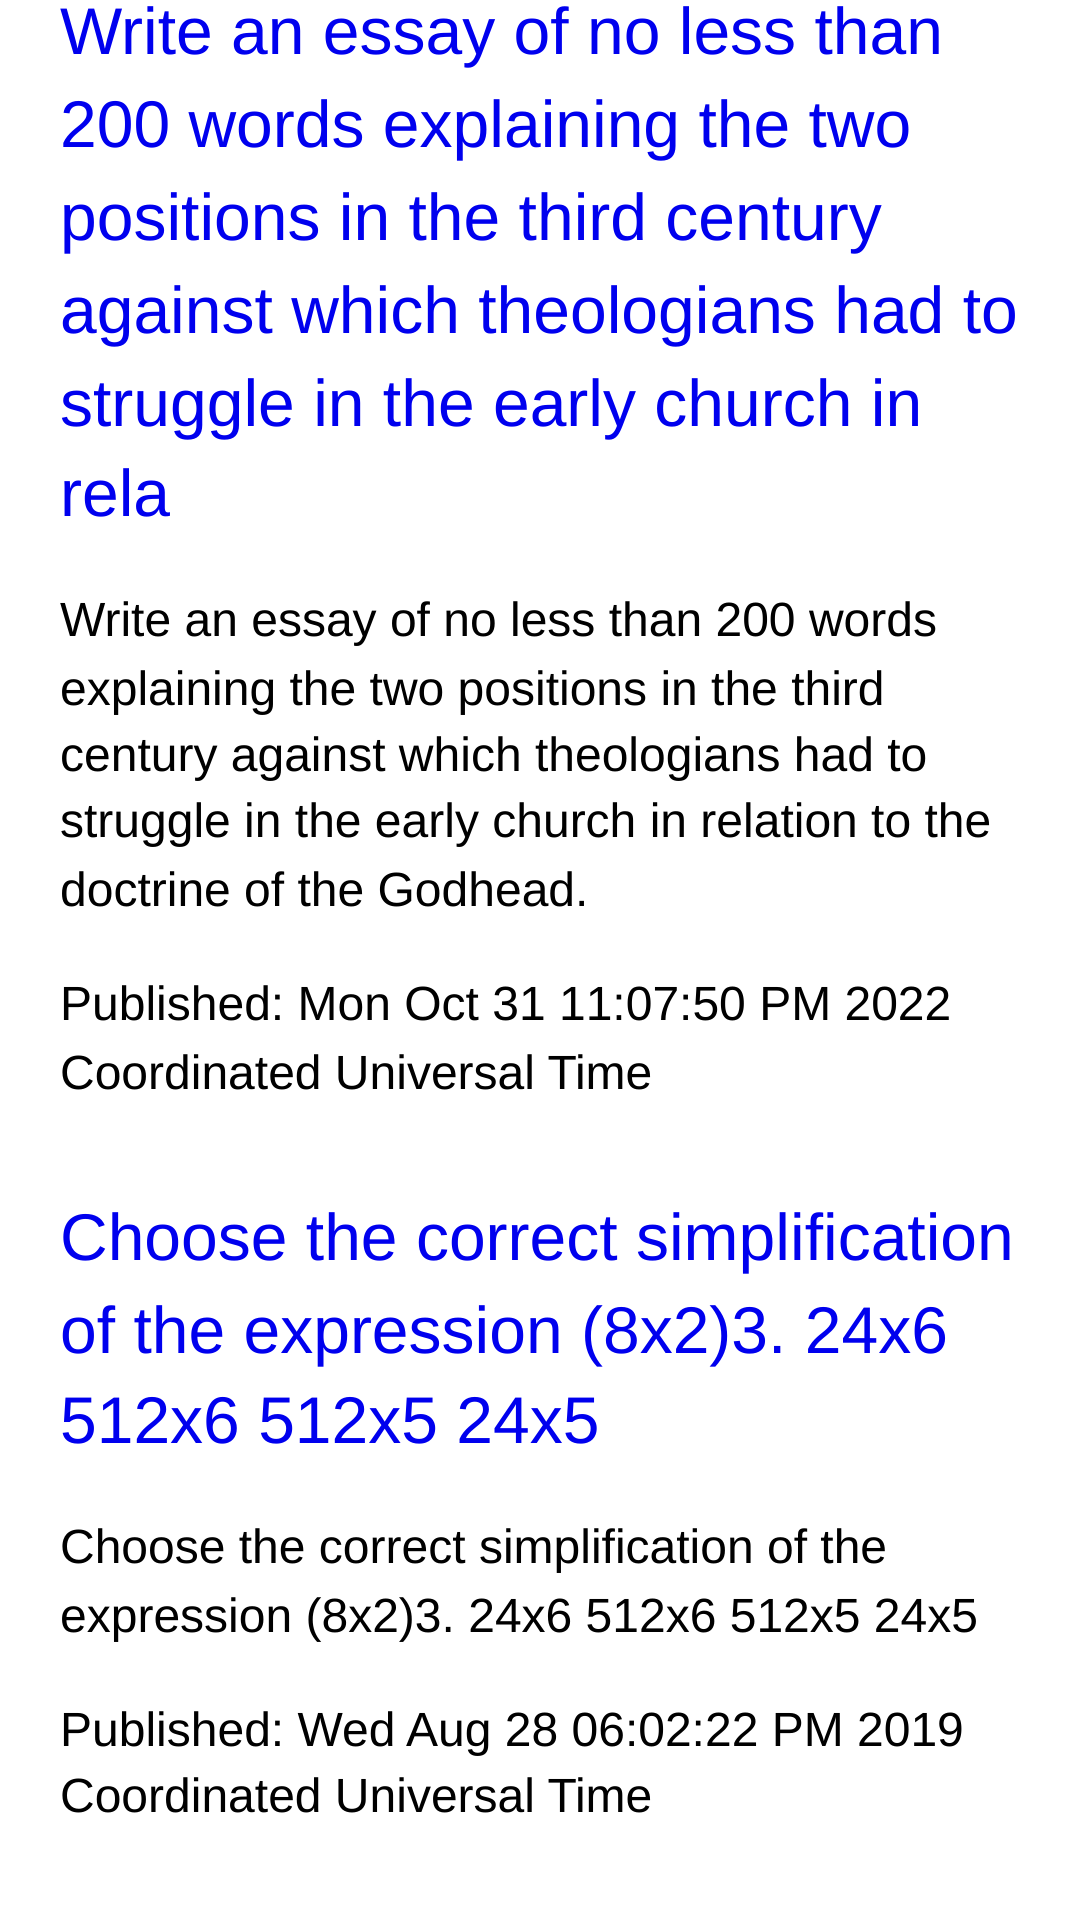 Write an essay of no less than
200 words explaining the two
positions in the third century
against which theologians had to
struggle in the early church in
rela
Write an essay of no less than 200 words
explaining the two positions in the third
century against which theologians had to
struggle in the early church in relation to the
doctrine of the Godhead.
Published: Mon Oct 31 11:07:50 PM 2022
Coordinated Universal Time
Choose the correct simplification
of the expression (8x2)3. 24x6
512x6 512x5 24x5
Choose the correct simplification of the
expression (8x2)3. 24x6 512x6 512x5 24x5
Published: Wed Aug 28 06:02:22 PM 2019
Coordinated Universal Time